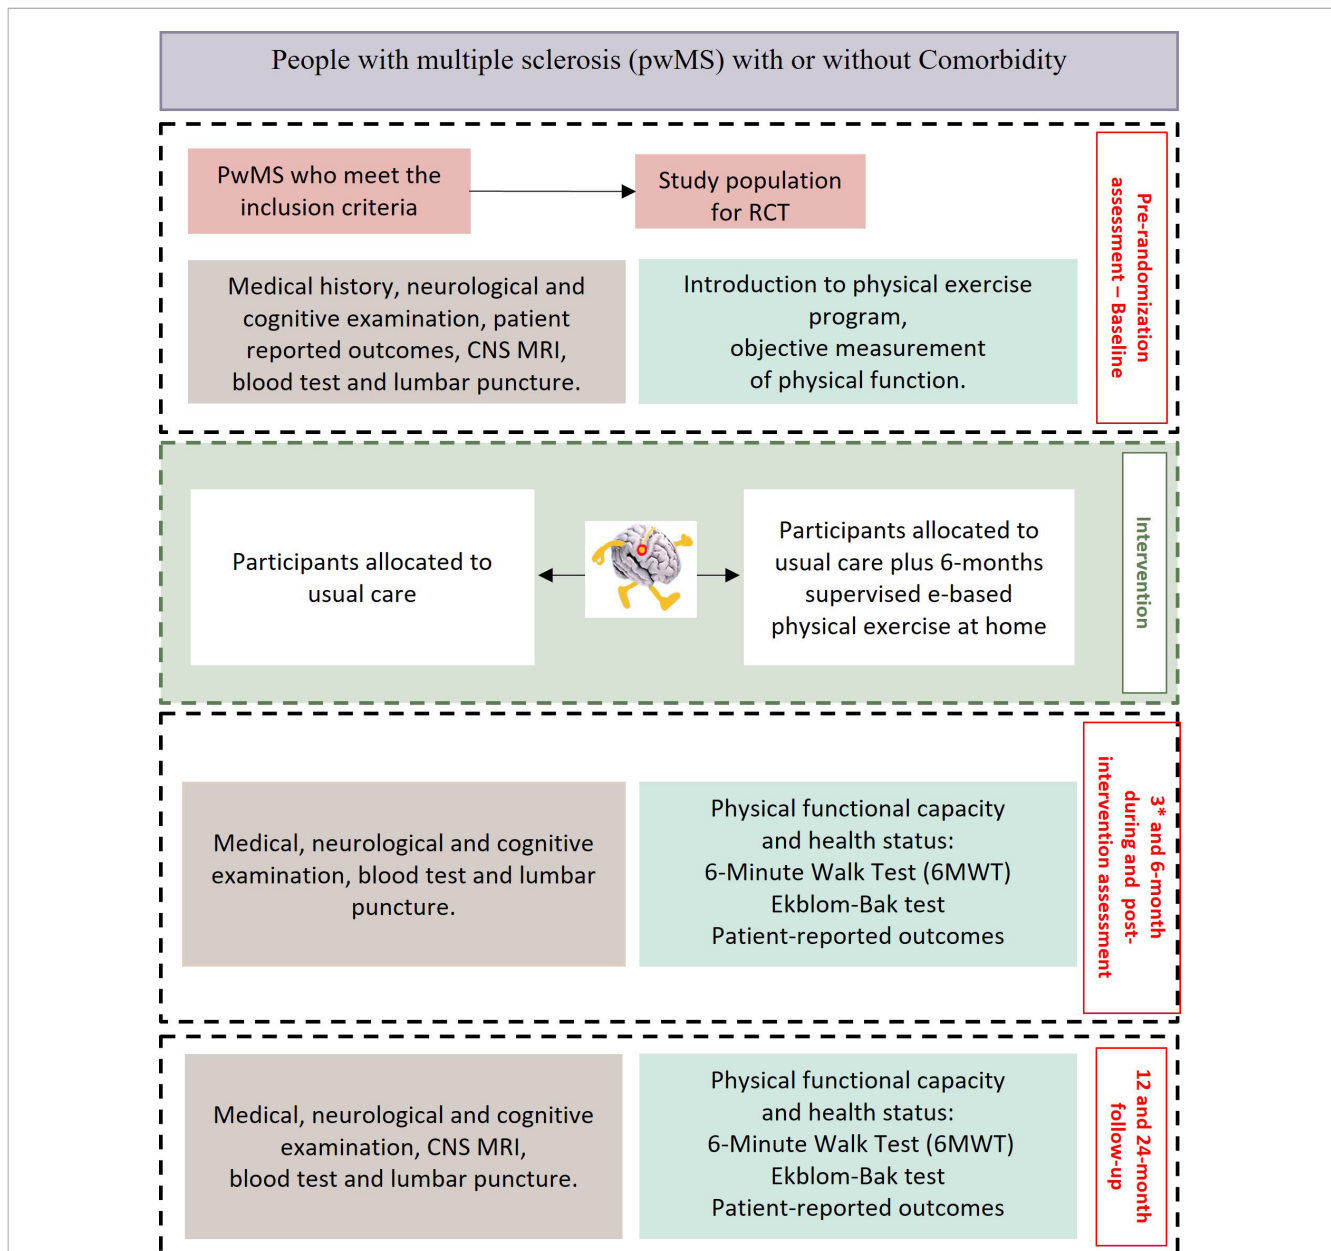 People with multiple sclerosis (pwMS) with or without Comorbidity
PwMS who meet the
inclusion criteria
Study population
for RCT
Medical history, neurological and
cognitive examination, patient
reported outcomes, CNS MRI,
blood test and lumbar puncture.
Introduction to physical exercise
program,
objective measurement
of physical function.
Pre-randomization
assessment – Baseline
Participants allocated to
usual care
Participants allocated to
usual care plus 6-months
supervised e-based
physical exercise at home
Intervention
Medical, neurological and cognitive
examination, blood test and lumbar
puncture.
Physical functional capacity
and health status:
6-Minute Walk Test (6MWT)
Ekblom-Bak test
Patient-reported outcomes
3* and 6-month
during and post-
intervention assessment
Medical, neurological and cognitive
examination, CNS MRI,
blood test and lumbar puncture.
Physical functional capacity
and health status:
6-Minute Walk Test (6MWT)
Ekblom-Bak test
Patient-reported outcomes
12 and 24-month
follow-up